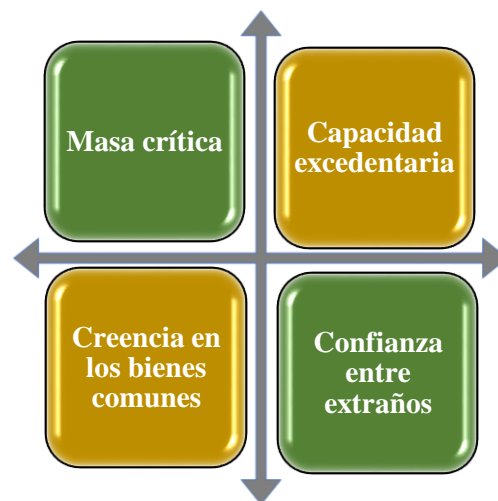 Masa crítica
Capacidad
excedentaria
Creencia en
los bienes
comunes
Confianza
entre
extraños